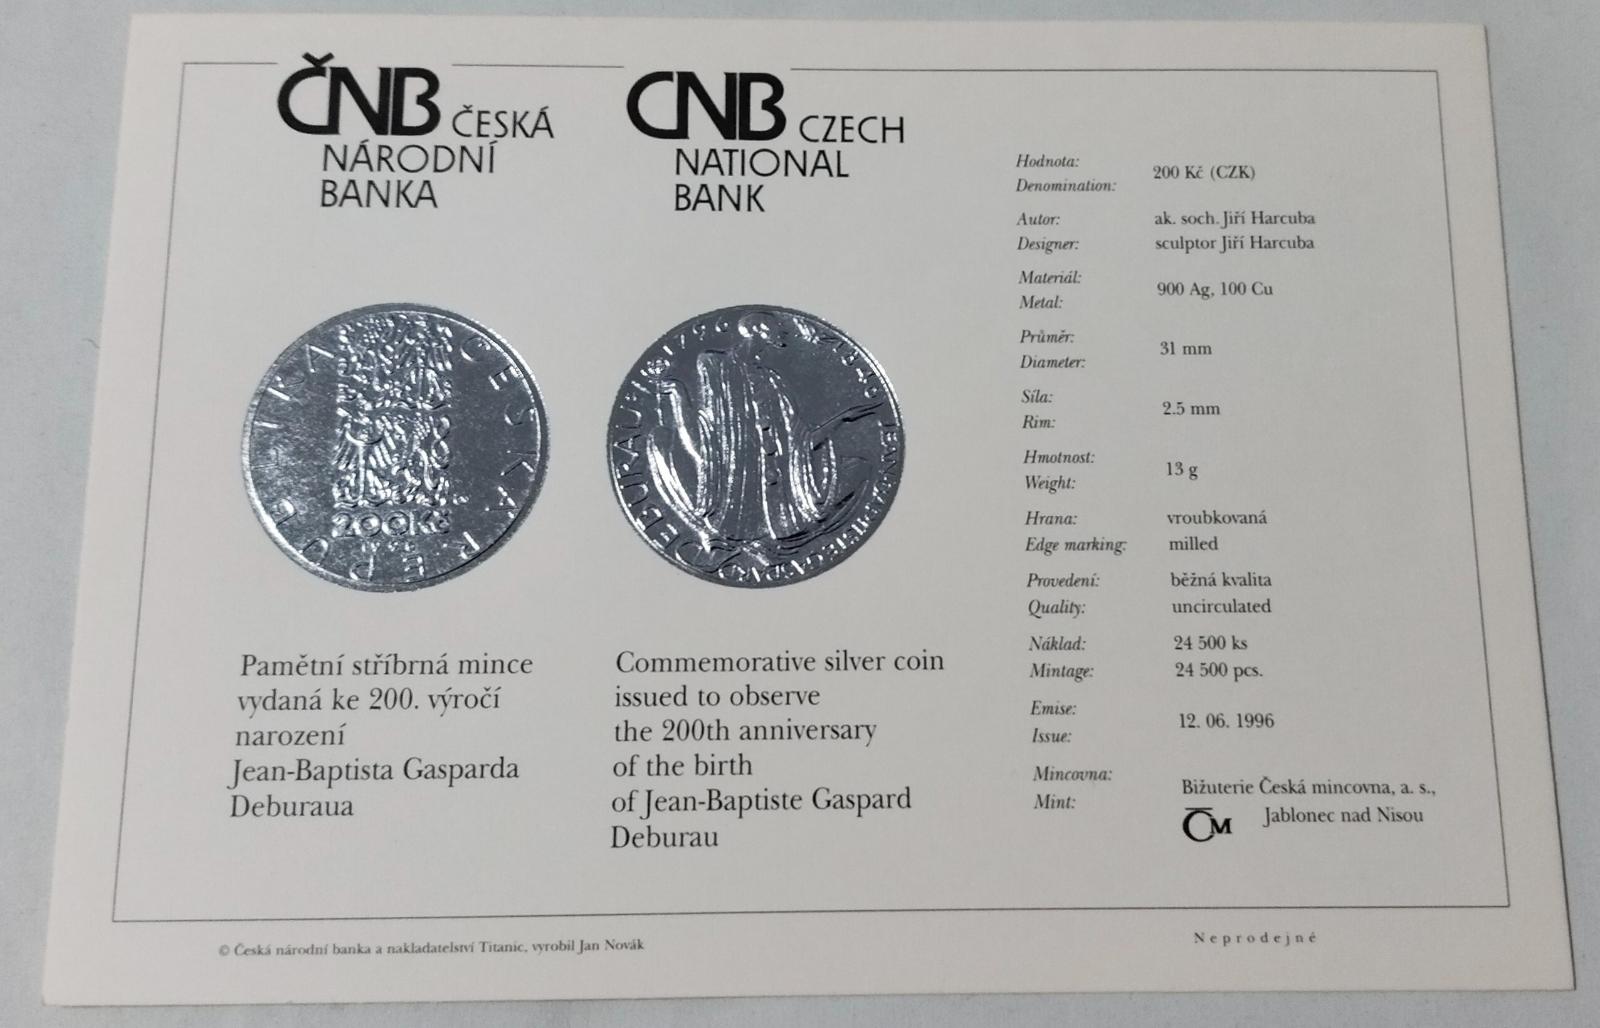 ČNB ČESKÁ
NÁRODNÍ
BANKA
CNB CZECH
NATIONAL
BANK
ČESKÁ REPUBLIKA
200 Kč
1796
1846
JEAN-BAPTISTE GASPARD
DEBURAU
Pamětní stříbrná mince
vydaná ke 200. výročí
narození
Jean-Baptista Gasparda
Deburaua
Commemorative silver coin
issued to observe
the 200th anniversary
of the birth
of Jean-Baptiste Gaspard
Deburau
Hodnota:
Denomination:
200 Kč (CZK)
Autor: ak. soch. Jiří Harcuba
Designer: sculptor Jiří Harcuba
Materiál:
Metal:
900 Ag, 100 Cu
Průměr:
Diameter:
31 mm
Síla:
Rim:
2.5 mm
Hmotnost:
Weight:
13 g
Hrana: vroubkovaná
Edge marking: milled
Provedení: běžná kvalita
Quality: uncirculated
Náklad: 24 500 ks
Mintage: 24 500 pcs.
Emise:
Issue:
12. 06. 1996
Mincovna:
Mint:
Bižuterie Česká mincovna, a. s.,
ČM Jablonec nad Nisou
© Česká národní banka a nakladatelství Titanic, vyrobil Jan Novák
Neprodejné